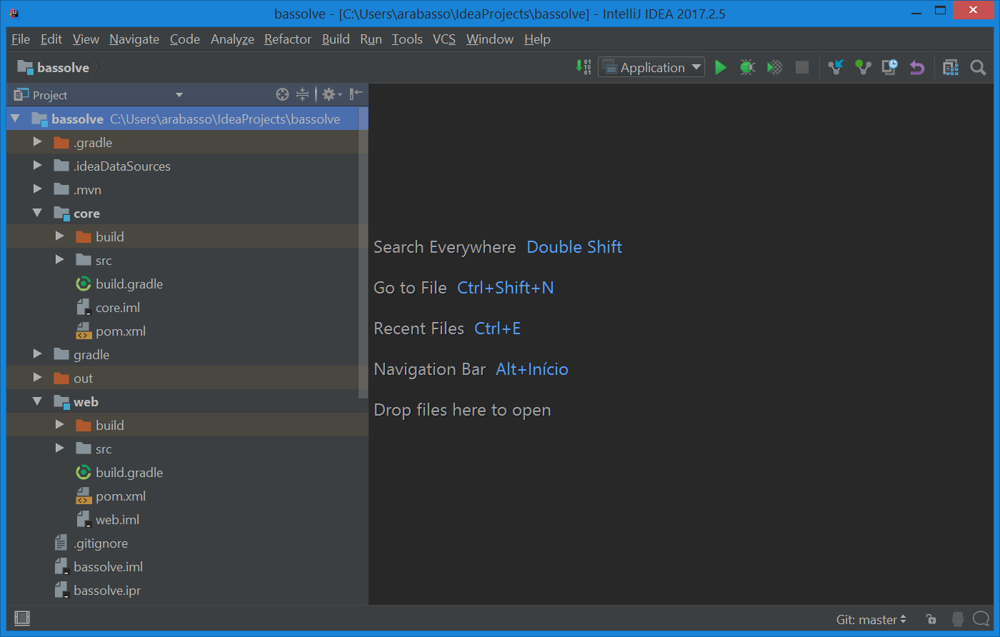 bassolve - [C:\Users\arabasso\IdeaProjects\bassolve] - IntelliJ IDEA 2017.2.5
File Edit View Navigate Code Analyze Refactor Build Run Tools VCS Window Help
bassolve
Application
Project
bassolve C:\Users\arabasso\IdeaProjects\bassolve
.gradle
.ideaDataSources
.mvn
core
build
src
build.gradle
core.iml
pom.xml
gradle
out
web
build
src
build.gradle
pom.xml
web.iml
.gitignore
bassolve.iml
bassolve.ipr
Search Everywhere Double Shift
Go to File Ctrl+Shift+N
Recent Files Ctrl+E
Navigation Bar Alt+Início
Drop files here to open
Git: master